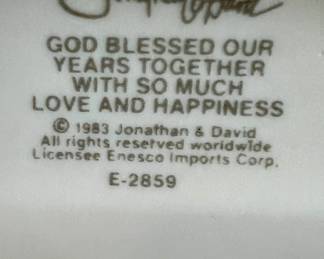 GOD BLESSED OUR
YEARS TOGETHER
WITH SO MUCH
LOVE AND HAPPINESS
© 1983 Jonathan & David
All rights reserved worldwide
Licensee Enesco Imports Corp.
E-2859